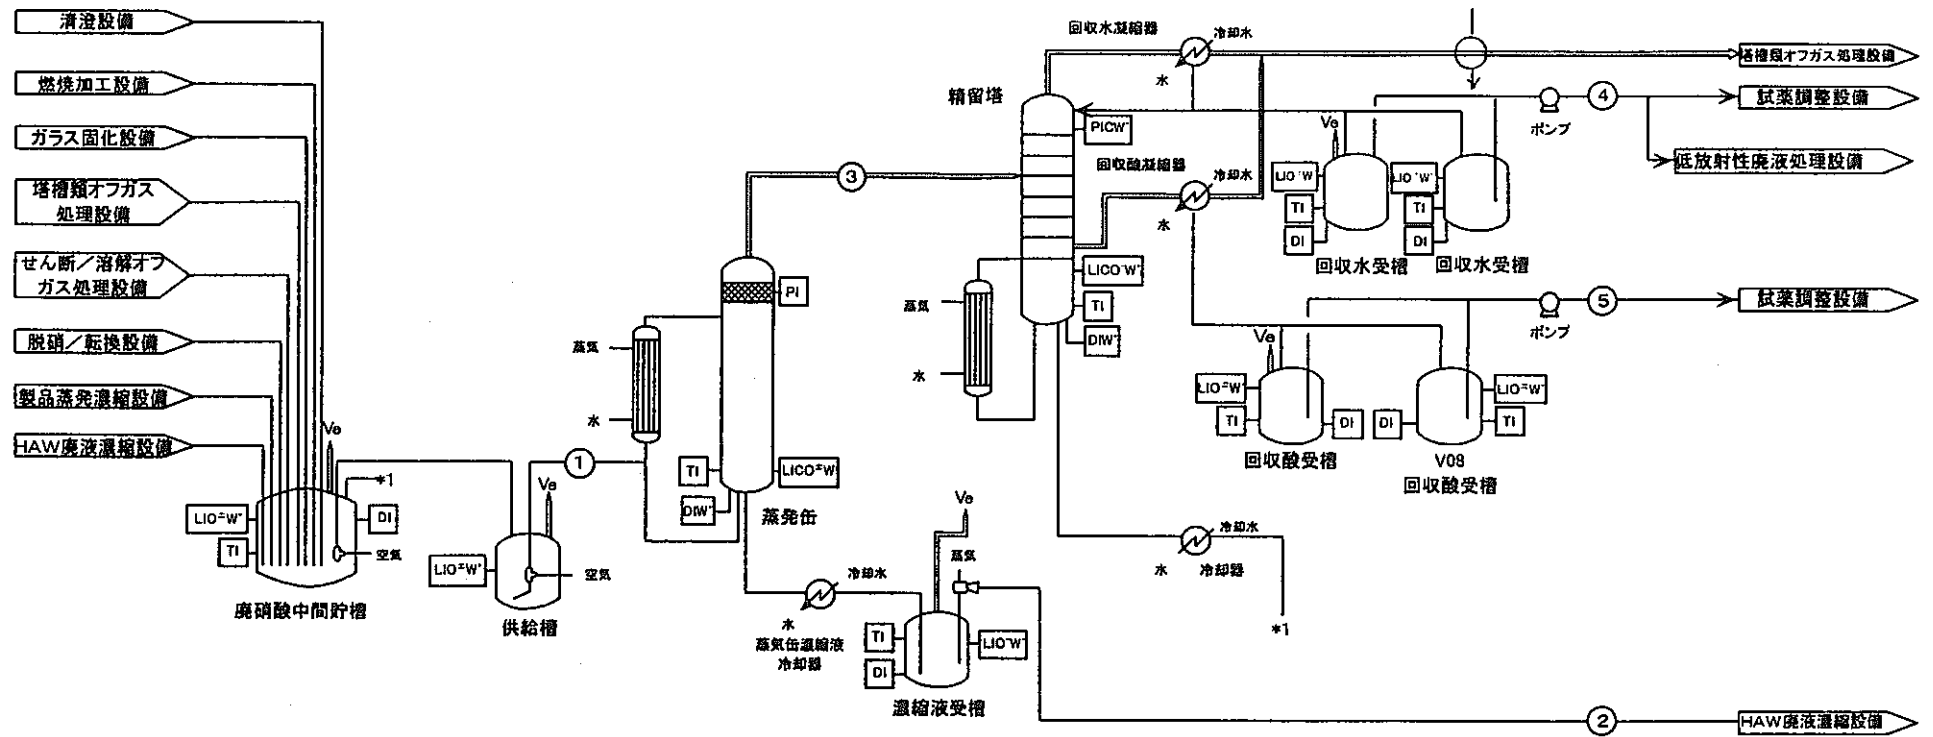 清澄設備
燃焼加工設備
ガラス固化設備
塔槽類オフガス
処理設備
せん断／溶解オフ
ガス処理設備
脱硝／転換設備
製品蒸発濃縮設備
HAW廃液濃縮設備
Ve
*1
DI
TI
空気
廃硝酸中間貯槽
Ve
空気
供給槽
1
蒸気
水
PI
TI
蒸発缶
3
冷却水
水
蒸気缶濃縮液
冷却器
Ve
蒸気
TI
DI
濃縮液受槽
2
HAW廃液濃縮設備
精留塔
回収水凝縮器
冷却水
水
PICW+
回収酸凝縮器
冷却水
水
蒸気
水
TI
冷却水
水
冷却器
*1
塔槽類オフガス処理設備
ポンプ
4
試薬調整設備
低放射性廃液処理設備
Ve
TI
DI
回収水受槽
TI
DI
回収水受槽
ポンプ
5
試薬調整設備
Ve
TI
DI
回収酸受槽
DI
TI
V08
回収酸受槽